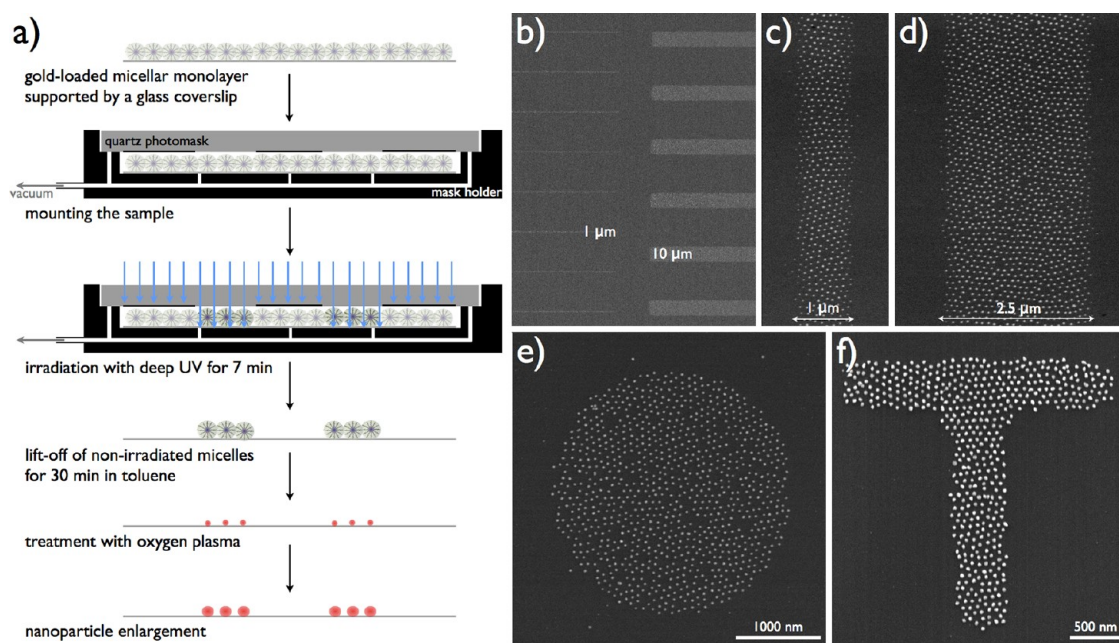 a)
gold-loaded micellar monolayer
supported by a glass coverslip
quartz photomask
vacuum
mask holder
mounting the sample
irradiation with deep UV for 7 min
lift-off of non-irradiated micelles
for 30 min in toluene
treatment with oxygen plasma
nanoparticle enlargement
b)
1 μm
10 μm
c)
1 μm
d)
2.5 μm
e)
1000 nm
f)
500 nm